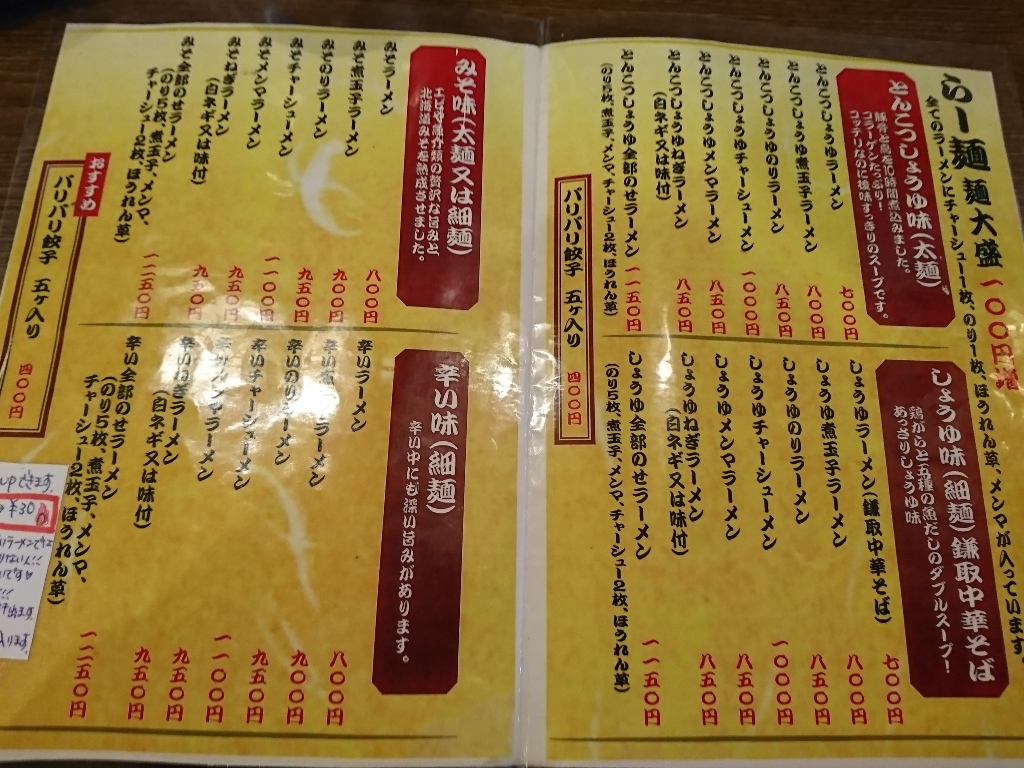 らー麺 麺大盛 一〇〇円増
全てのラーメンにチャーシュー1枚、のり一枚、ほうれん草、メンマが入っています。
とんこつしょうゆ味(太麺)
豚骨と鳥を10時間煮込みました。
コラーゲンたっぷり!
コッテリなのに後味すっきりのスープです。
とんこつしょうゆラーメン 七〇〇円
とんこつしょうゆ煮玉子ラーメン 八〇〇円
とんこつしょうゆのりラーメン 八五〇円
とんこつしょうゆチャーシューメン 一〇〇〇円
とんこつしょうゆメンマラーメン 八五〇円
とんこつしょうゆねぎラーメン 八五〇円
(白ネギ又は味付)
とんこつしょうゆ全部のせラーメン 一一五〇円
(のり5枚、煮玉子、メンマ、チャーシュー2枚、ほうれん草)
しょうゆ味(細麺)鎌取中華そば
鶏がらと五種の魚だしのダブルスープ!
あっさりしょうゆ味
しょうゆラーメン(鎌取中華そば) 七〇〇円
しょうゆ煮玉子ラーメン 八〇〇円
しょうゆのりラーメン 八五〇円
しょうゆチャーシューメン 一〇〇〇円
しょうゆメンマラーメン 八五〇円
しょうゆねぎラーメン 八五〇円
(白ネギ又は味付)
しょうゆ全部のせラーメン 一一五〇円
(のり5枚、煮玉子、メンマ、チャーシュー2枚、ほうれん草)
パリパリ餃子 五ヶ入り 四〇〇円
みそ味(太麺又は細麺)
エビや魚介類の贅沢な旨みと、
北海道みそを熟成させました。
みそラーメン 八〇〇円
みそ煮玉子ラーメン 九〇〇円
みそのりラーメン 九五〇円
みそチャーシューメン 一一〇〇円
みそメンマラーメン 九五〇円
みそねぎラーメン 九五〇円
(白ネギ又は味付)
みそ全部のせラーメン 一二五〇円
(のり5枚、煮玉子、メンマ、
チャーシュー2枚、ほうれん草)
辛い味(細麺)
辛い中にも深い旨みがあります。
辛いラーメン 八〇〇円
辛い ラーメン 九〇〇円
辛いのりラーメン 九五〇円
辛いチャーシューメン 一一〇〇円
辛いメンマラーメン 九五〇円
辛いねぎラーメン 九五〇円
(白ネギ又は味付)
辛い全部のせラーメン 一二五〇円
(のり5枚、煮玉子、メンマ、
チャーシュー2枚、ほうれん草)
おすすめ
パリパリ餃子 五ヶ入り 四〇〇円
upできます。
¥30